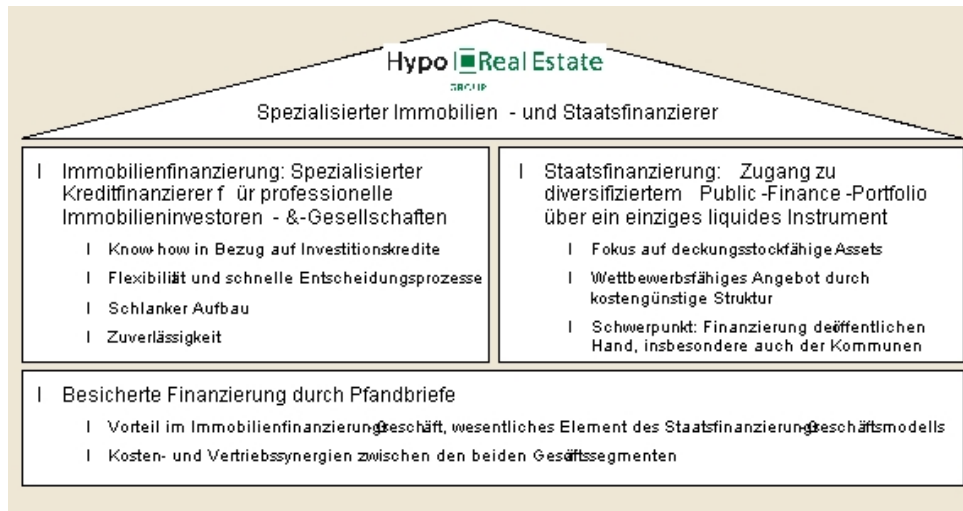 Hypo Real Estate
GROUP
Spezialisierter Immobilien - und Staatsfinanzierer
I Immobilienfinanzierung: Spezialisierter
Kreditfinanzierer f ür professionelle
Immobilieninvestoren - &-Gesellschaften
I Know how in Bezug auf Investitionskredite
I Flexibilität und schnelle Entscheidungsprozesse
I Schlanker Aufbau
I Zuverlässigkeit
I Staatsfinanzierung: Zugang zu
diversifiziertem Public -Finance -Portfolio
über ein einziges liquides Instrument
I Fokus auf deckungsstockfähige Assets
I Wettbewerbsfähiges Angebot durch
kostengünstige Struktur
I Schwerpunkt: Finanzierung der öffentlichen
Hand, insbesondere auch der Kommunen
I Besicherte Finanzierung durch Pfandbriefe
I Vorteil im Immobilienfinanzierungsgeschäft, wesentliches Element des Staatsfinanzierungsgeschäftsmodells
I Kosten- und Vertriebssynergien zwischen den beiden Geschäftssegmenten